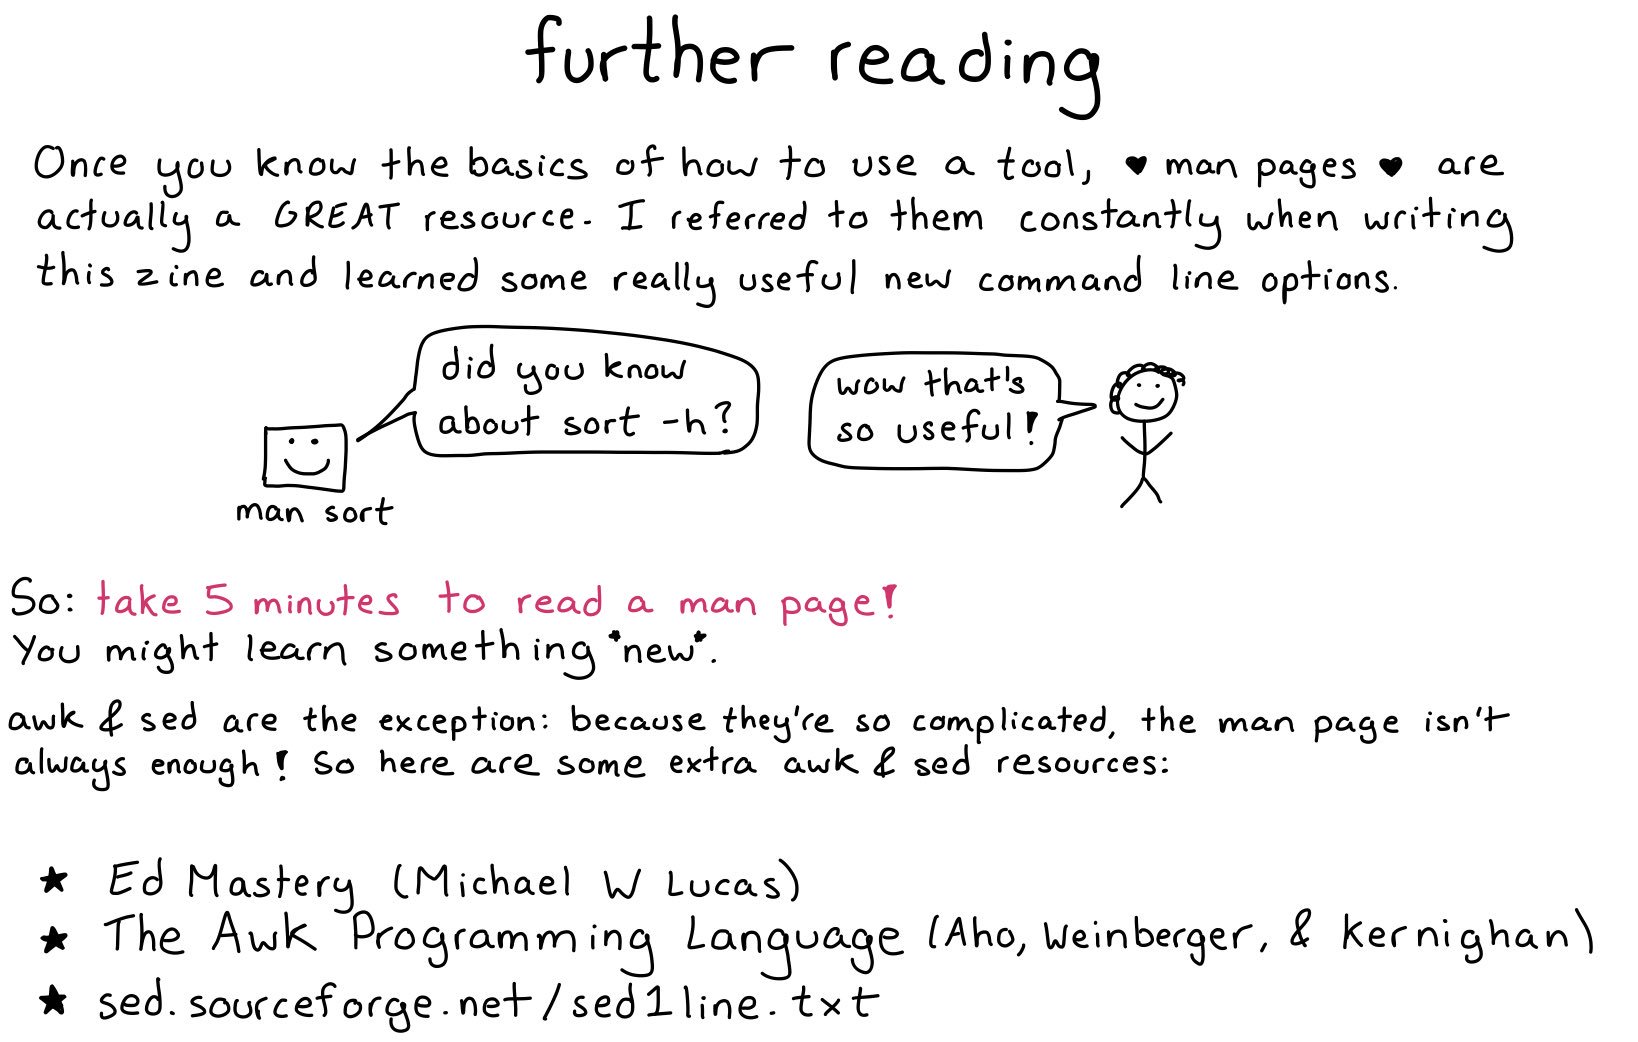 further reading
Once you know the basics of how to use a tool, ♥ man pages ♥ are
actually a GREAT resource. I referred to them constantly when writing
this zine and learned some really useful new command line options.
did you know
about sort -h?
wow that's
so useful!
man sort
So: take 5 minutes to read a man page!
You might learn something *new*.
awk & sed are the exception: because they're so complicated, the man page isn't
always enough! So here are some extra awk & sed resources:
★ Ed Mastery (Michael W Lucas)
★ The Awk Programming Language (Aho, Weinberger, & Kernighan)
★ sed.sourceforge.net/sed1line.txt